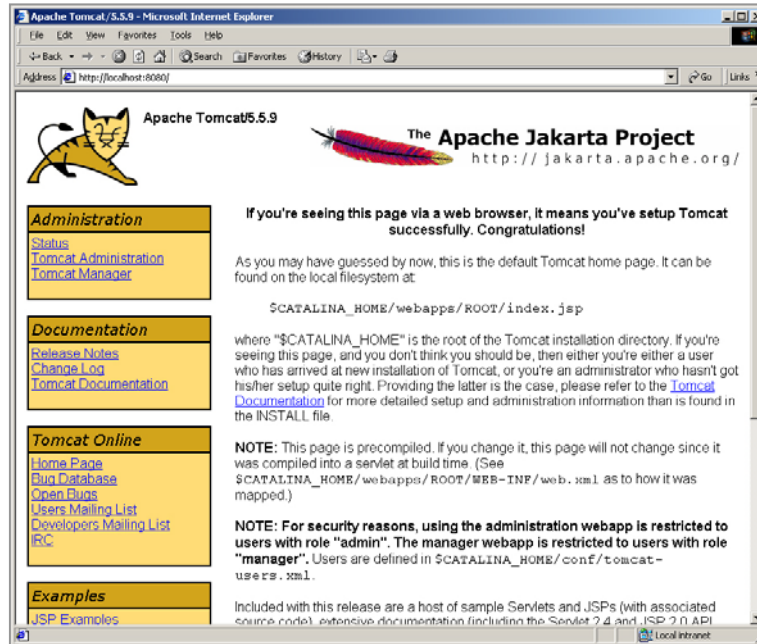 Apache Tomcat/5.5.9 - Microsoft Internet Explorer
File Edit View Favorites Tools Help
Back Search Favorites History
Address http://localhost:8080/ Go Links
Apache Tomcat/5.5.9
The Apache Jakarta Project
http://jakarta.apache.org/
Administration
Status
Tomcat Administration
Tomcat Manager
Documentation
Release Notes
Change Log
Tomcat Documentation
Tomcat Online
Home Page
Bug Database
Open Bugs
Users Mailing List
Developers Mailing List
IRC
Examples
JSP Examples
If you're seeing this page via a web browser, it means you've setup Tomcat
successfully. Congratulations!
As you may have guessed by now, this is the default Tomcat home page. It can be
found on the local filesystem at:
$CATALINA_HOME/webapps/ROOT/index.jsp
where "$CATALINA_HOME" is the root of the Tomcat installation directory. If you're
seeing this page, and you don't think you should be, then either you're either a user
who has arrived at new installation of Tomcat, or you're an administrator who hasn't got
his/her setup quite right. Providing the latter is the case, please refer to the Tomcat
Documentation for more detailed setup and administration information than is found in
the INSTALL file.
NOTE: This page is precompiled. If you change it, this page will not change since it
was compiled into a servlet at build time. (See
$CATALINA_HOME/webapps/ROOT/WEB-INF/web.xml as to how it was
mapped.)
NOTE: For security reasons, using the administration webapp is restricted to
users with role "admin". The manager webapp is restricted to users with role
"manager". Users are defined in $CATALINA_HOME/conf/tomcat-
users.xml.
Included with this release are a host of sample Servlets and JSPs (with associated
source code), extensive documentation (including the Servlet 2.4 and JSP 2.0 API
Local intranet